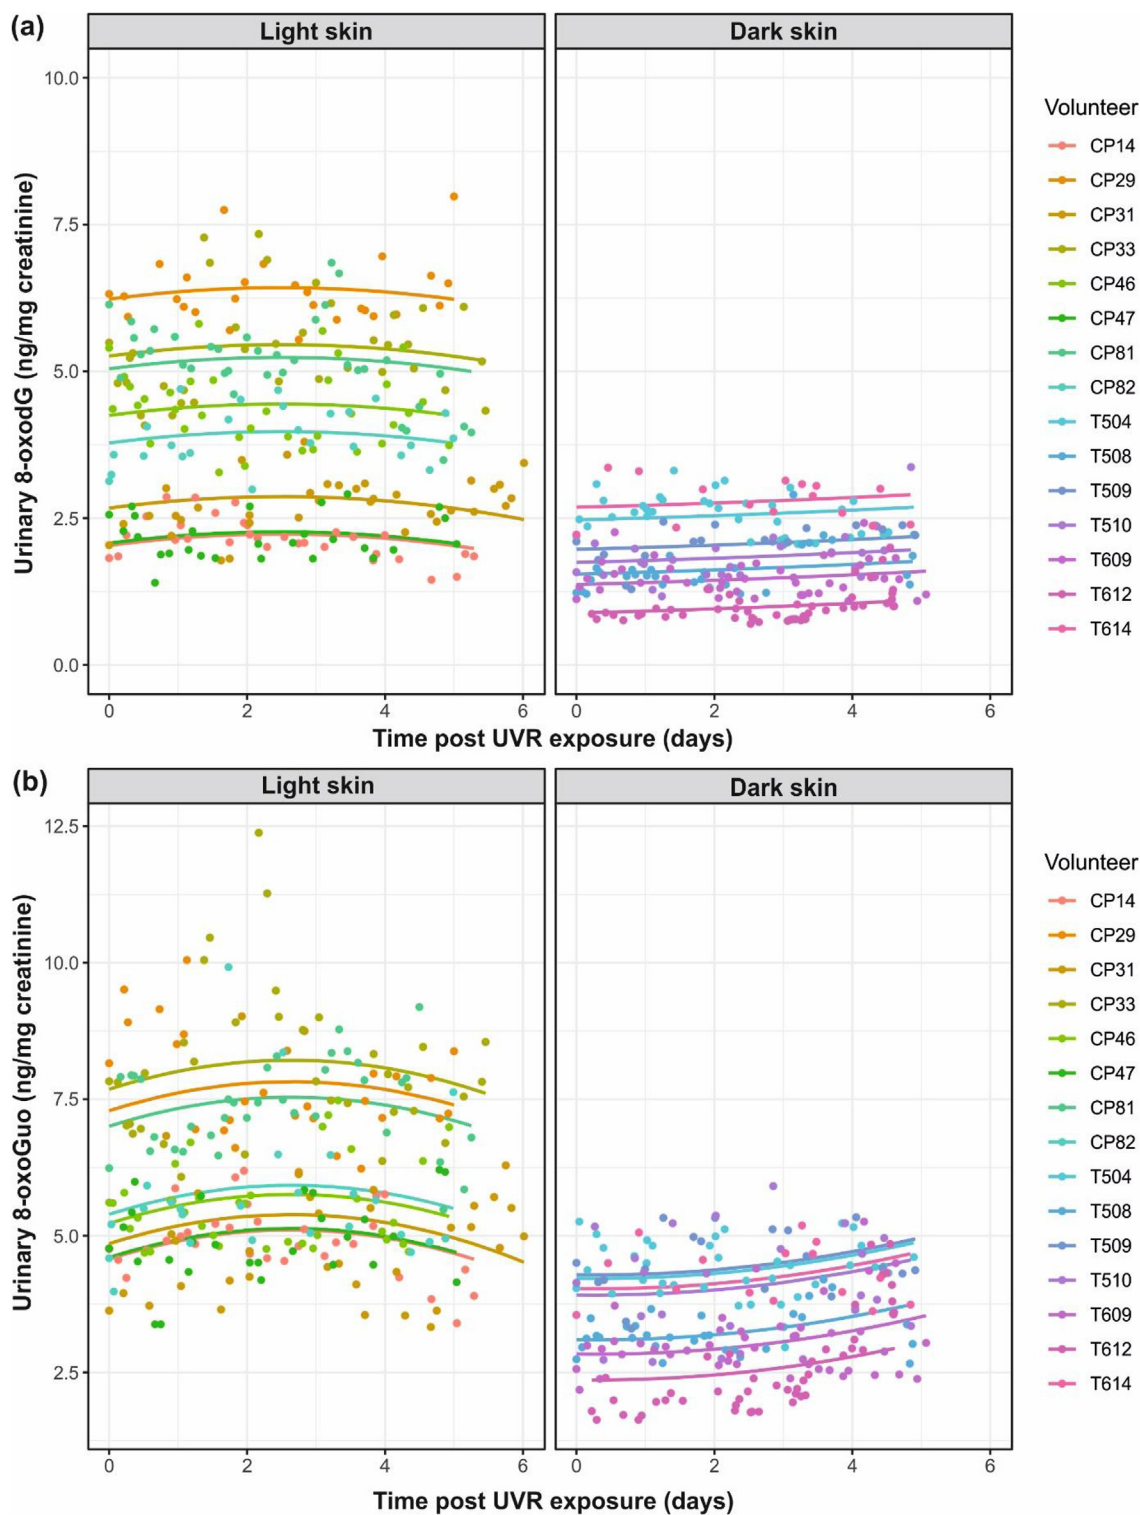 (a)
Light skin
Dark skin
Urinary 8-oxodG (ng/mg creatinine)
10.0
7.5
5.0
2.5
0.0
0 2 4 6
0 2 4 6
Time post UVR exposure (days)
Volunteer
CP14
CP29
CP31
CP33
CP46
CP47
CP81
CP82
T504
T508
T509
T510
T609
T612
T614
(b)
Light skin
Dark skin
Urinary 8-oxoGuo (ng/mg creatinine)
12.5
10.0
7.5
5.0
2.5
0 2 4 6
0 2 4 6
Time post UVR exposure (days)
Volunteer
CP14
CP29
CP31
CP33
CP46
CP47
CP81
CP82
T504
T508
T509
T510
T609
T612
T614